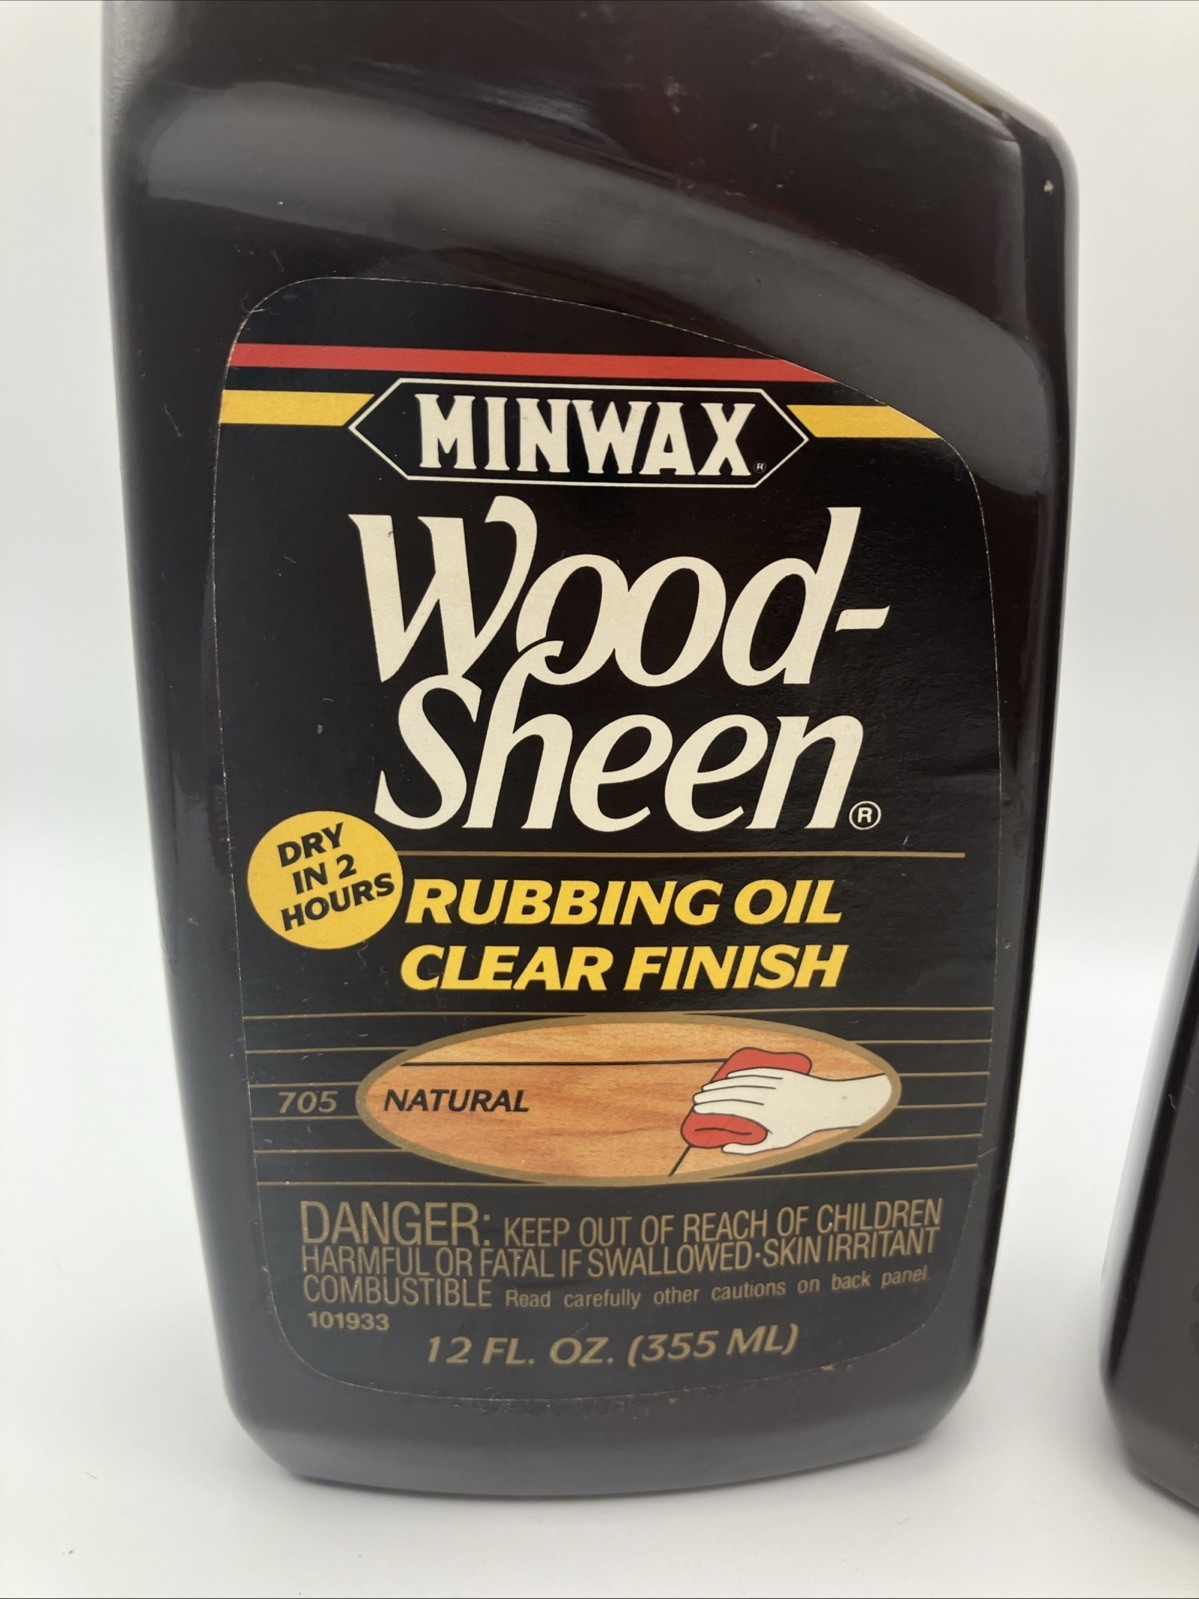 MINWAX®
Wood-
Sheen®
DRY
IN 2
HOURS
RUBBING OIL
CLEAR FINISH
705
NATURAL
DANGER: KEEP OUT OF REACH OF CHILDREN
HARMFUL OR FATAL IF SWALLOWED·SKIN IRRITANT
COMBUSTIBLE Read carefully other cautions on back panel.
101933
12 FL. OZ. (355 ML)